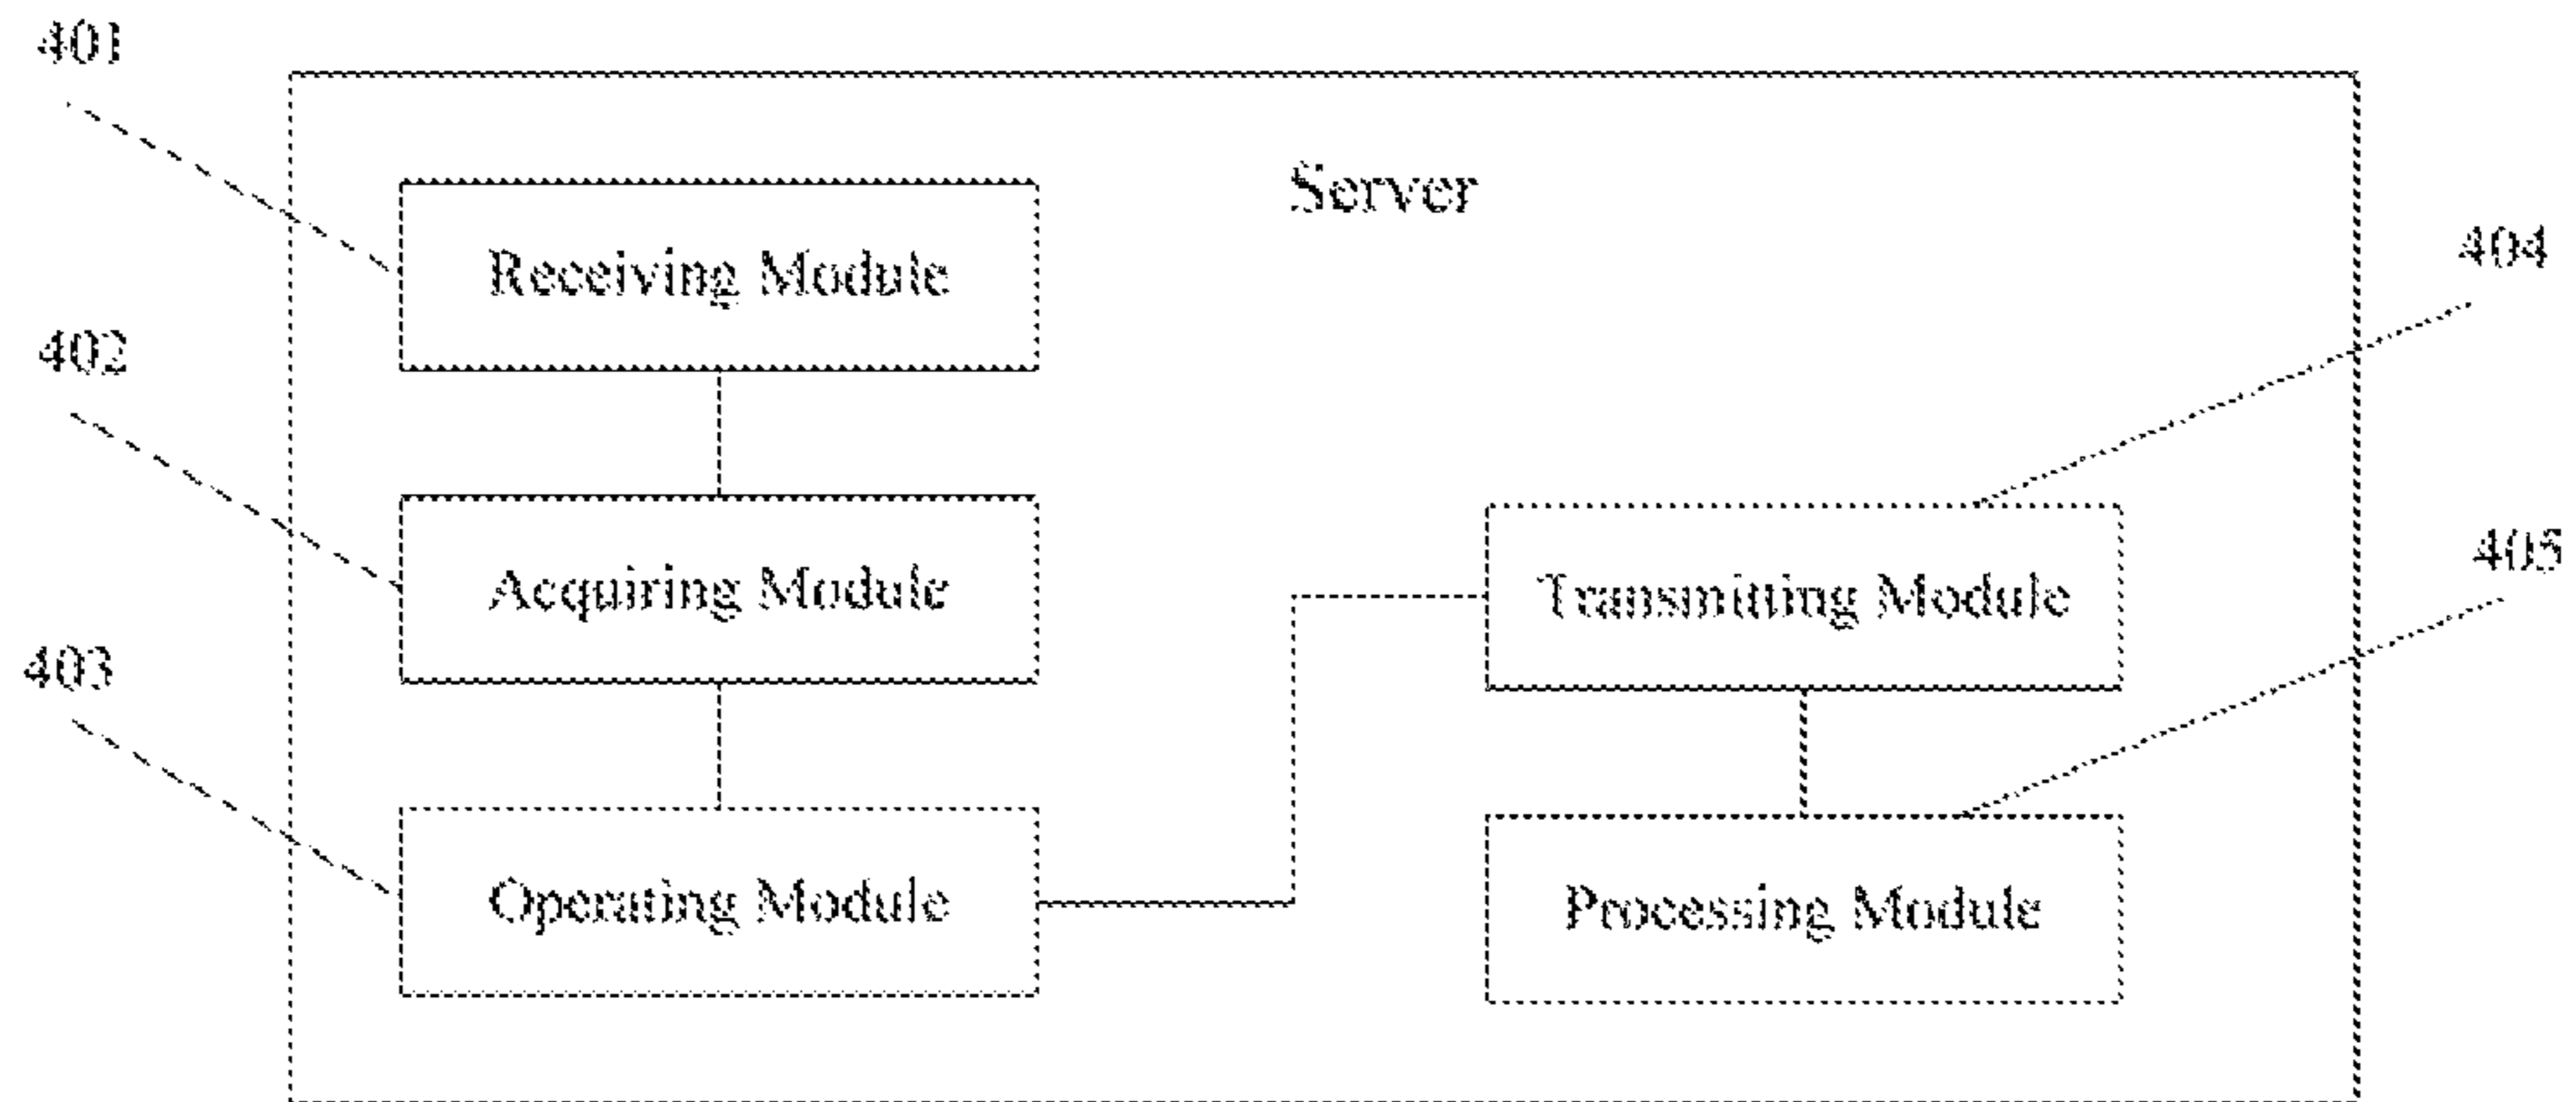 401
Server
Receiving Module
404
402
Acquiring Module
Transmitting Module
405
403
Operating Module
Processing Module